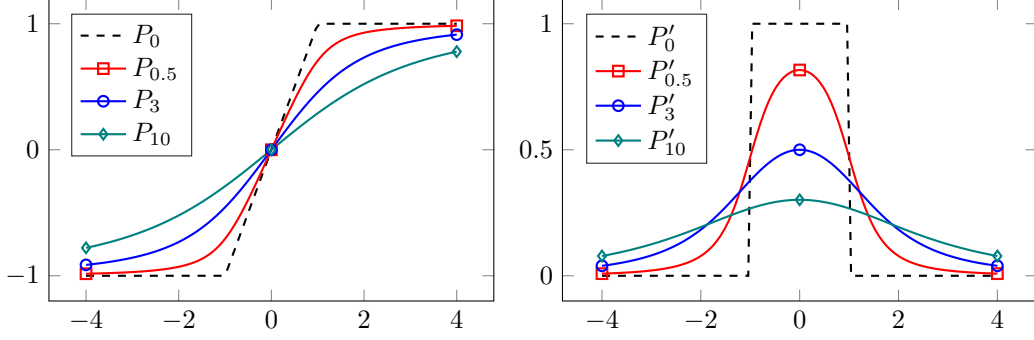 P₀
P₀.₅
P₃
P₁₀
1
0
−1
−4 −2 0 2 4
P′₀
P′₀.₅
P′₃
P′₁₀
1
0.5
0
−4 −2 0 2 4